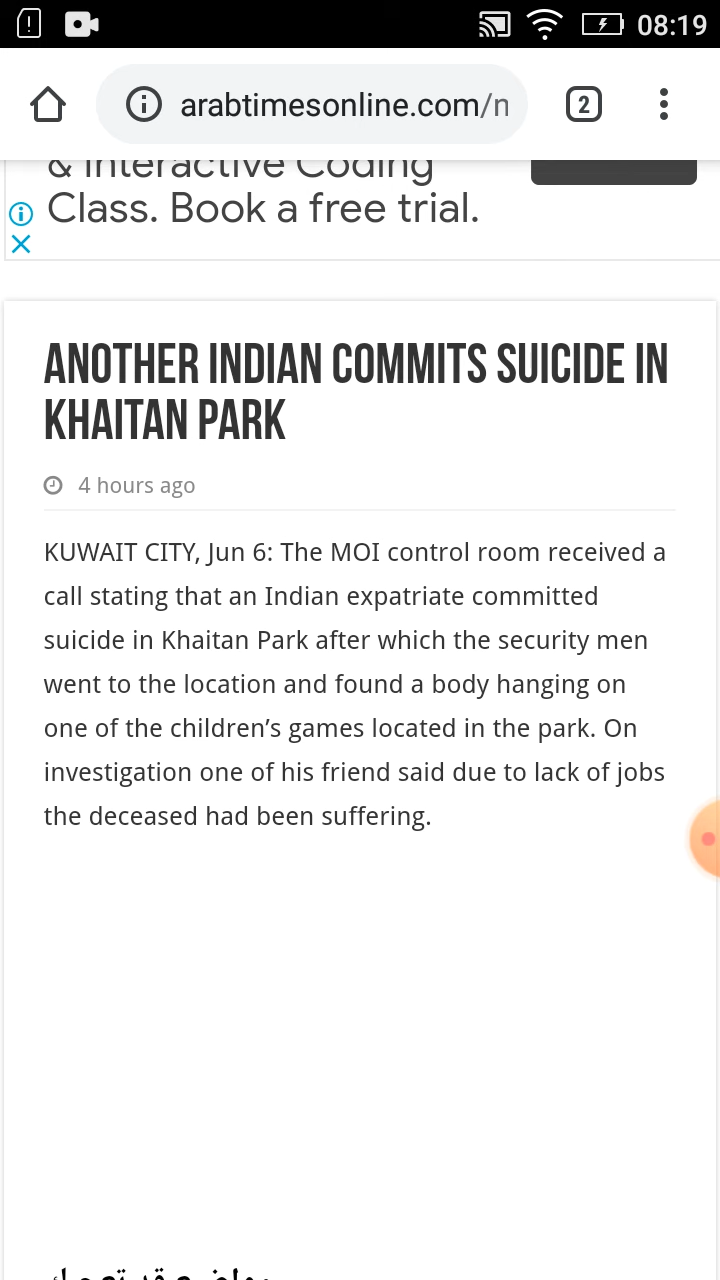 08:19
arabtimesonline.com/n
2
& Interactive Coding
Class. Book a free trial.
ANOTHER INDIAN COMMITS SUICIDE IN
KHAITAN PARK
4 hours ago
KUWAIT CITY, Jun 6: The MOI control room received a
call stating that an Indian expatriate committed
suicide in Khaitan Park after which the security men
went to the location and found a body hanging on
one of the children’s games located in the park. On
investigation one of his friend said due to lack of jobs
the deceased had been suffering.